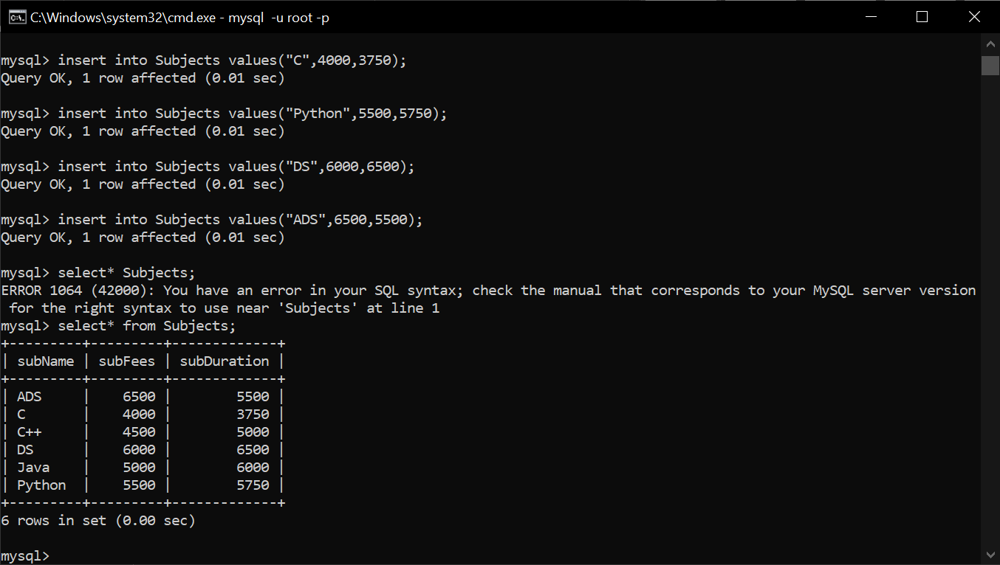 C:\Windows\system32\cmd.exe - mysql  -u root -p
mysql> insert into Subjects values("C",4000,3750);
Query OK, 1 row affected (0.01 sec)
mysql> insert into Subjects values("Python",5500,5750);
Query OK, 1 row affected (0.01 sec)
mysql> insert into Subjects values("DS",6000,6500);
Query OK, 1 row affected (0.01 sec)
mysql> insert into Subjects values("ADS",6500,5500);
Query OK, 1 row affected (0.01 sec)
mysql> select* Subjects;
ERROR 1064 (42000): You have an error in your SQL syntax; check the manual that corresponds to your MySQL server version
 for the right syntax to use near 'Subjects' at line 1
mysql> select* from Subjects;
+---------+---------+-------------+
| subName | subFees | subDuration |
+---------+---------+-------------+
| ADS     |    6500 |        5500 |
| C       |    4000 |        3750 |
| C++     |    4500 |        5000 |
| DS      |    6000 |        6500 |
| Java    |    5000 |        6000 |
| Python  |    5500 |        5750 |
+---------+---------+-------------+
6 rows in set (0.00 sec)
mysql>